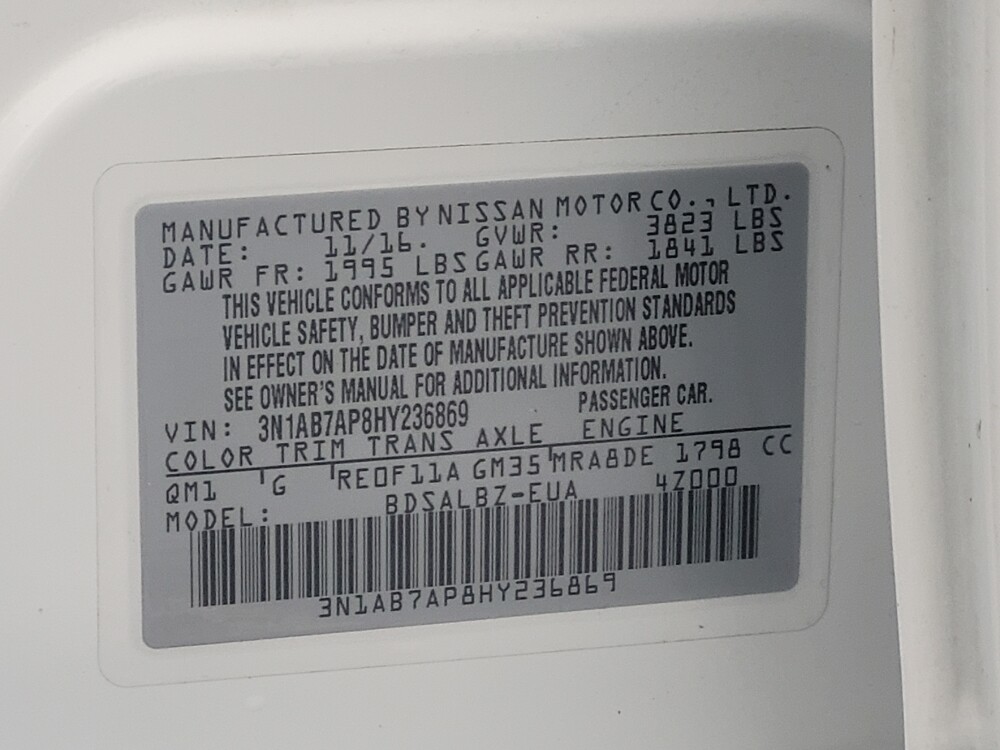 MANUFACTURED BY NISSAN MOTOR CO., LTD.
DATE: 11/16. GVWR: 3823 LBS
GAWR FR: 1995 LBS GAWR RR: 1841 LBS
THIS VEHICLE CONFORMS TO ALL APPLICABLE FEDERAL MOTOR
VEHICLE SAFETY, BUMPER AND THEFT PREVENTION STANDARDS
IN EFFECT ON THE DATE OF MANUFACTURE SHOWN ABOVE.
SEE OWNER'S MANUAL FOR ADDITIONAL INFORMATION.
VIN: 3N1AB7AP8HY236869 PASSENGER CAR.
COLOR TRIM TRANS AXLE ENGINE
QM1 G RE0F11A GM35 MRA8DE 1798 CC
MODEL: BDSALBZ-EUA 4Z000
3N1AB7AP8HY236869